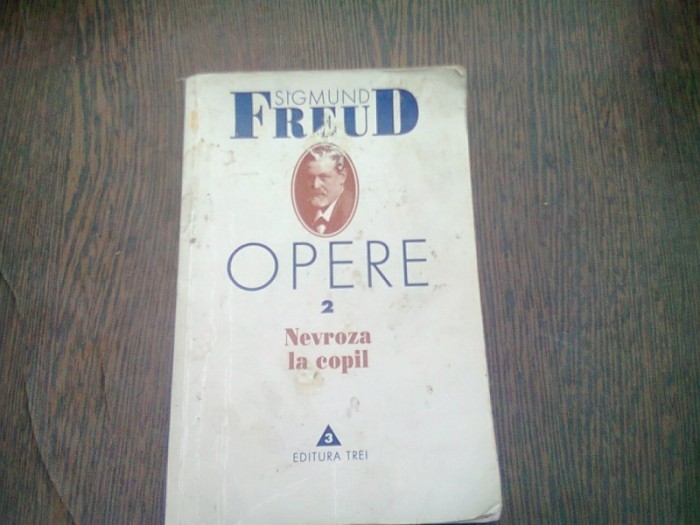 SIGMUND
FREUD
OPERE
2
Nevroza
la copil
3
EDITURA TREI